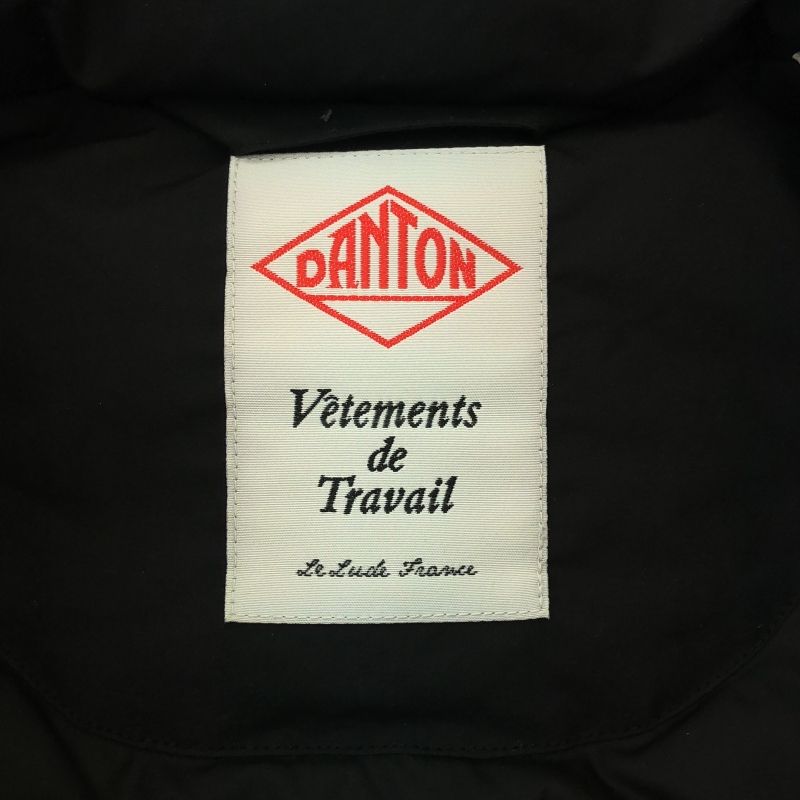 DANTON
Vêtements
de
Travail
Le Lude France